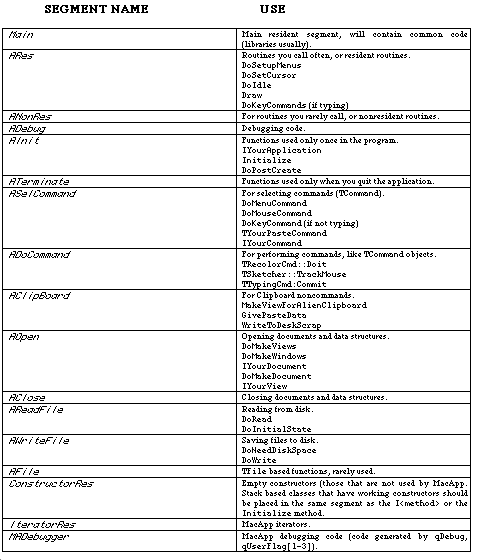 SEGMENT NAME USE
Main Main resident segment, will contain common code
(libraries usually).
ARes Routines you call often, or resident routines.
DoSetupMenus
DoSetCursor
DoIdle
Draw
DoKeyCommands (if typing)
ANonRes For routines you rarely call, or nonresident routines.
ADebug Debugging code.
AInit Functions used only once in the program.
IYourApplication
Initialize
DoPostCreate
ATerminate Functions used only when you quit the application.
ASelCommand For selecting commands (TCommand).
DoMenuCommand
DoMouseCommand
DoKeyCommand (if not typing)
TYourPasteCommand
IYourCommand
ADoCommand For performing commands, like TCommand objects.
TRecolorCmd::Doit
TSketcher::TrackMouse
TTypingCmd:Commit
AClipBoard For Clipboard noncommands.
MakeViewForAlienClipboard
GivePasteData
WriteToDeskScrap
AOpen Opening documents and data structures.
DoMakeViews
DoMakeWindows
IYourDocument
DoMakeDocument
IYourView
AClose Closing documents and data structures.
AReadFile Reading from disk.
DoRead
DoInitialState
AWriteFile Saving files to disk.
DoNeedDiskSpace
DoWrite
AFile TFile based functions, rarely used.
ConstructorRes Empty constructors (those that are not used by MacApp.
Stack based classes that have working constructors should
be placed in the same segment as the I<method> or the
Initialize method.
IteratorRes MacApp iterators.
MADebugger MacApp debugging code (code generated by qDebug,
qUserFlag[1-3]).